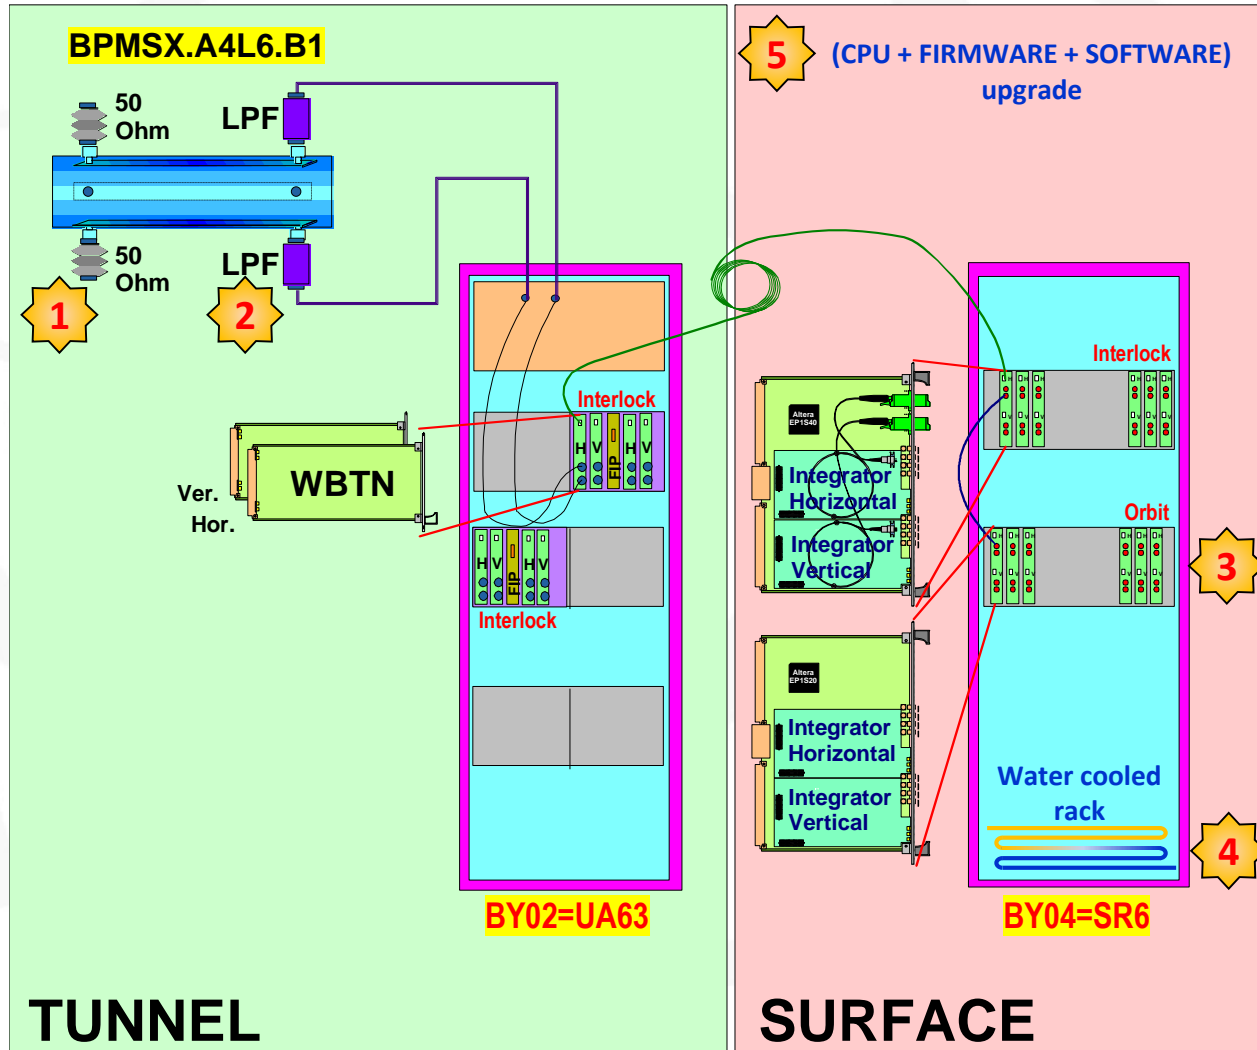 BPMSX.A4L6.B1
5
(CPU + FIRMWARE + SOFTWARE)
upgrade
50
Ohm
LPF
50
Ohm
LPF
1
2
Interlock
H V FIP H V
WBTN
Ver.
Hor.
H V FIP H V
Interlock
BY02=UA63
TUNNEL
Altera
EP1S40
Integrator
Horizontal
Integrator
Vertical
Interlock
H H H H H H
V V V V V V
Orbit
H H H H H H
V V V V V V
3
Altera
EP1S20
Integrator
Horizontal
Integrator
Vertical
Water cooled
rack
4
BY04=SR6
SURFACE